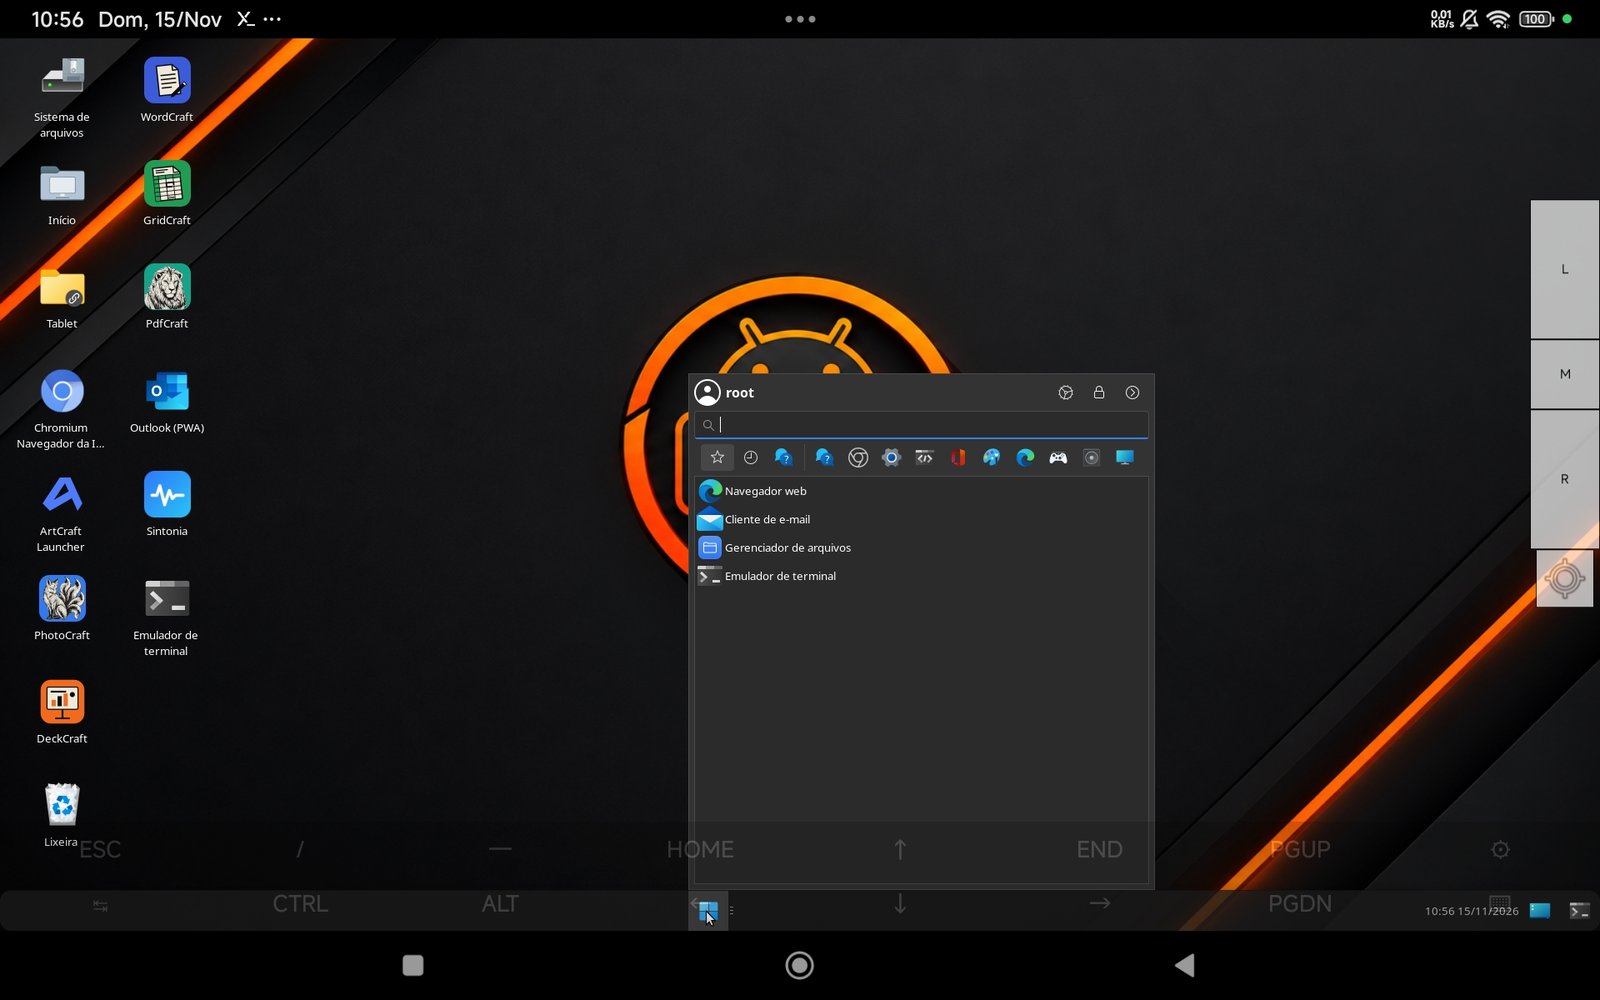 10:56 Dom, 15/Nov
0,01
KB/s
100
Sistema de
arquivos
WordCraft
Início
GridCraft
Tablet
PdfCraft
Chromium
Navegador da I...
Outlook (PWA)
ArtCraft
Launcher
Sintonia
PhotoCraft
Emulador de
terminal
DeckCraft
Lixeira
root
Navegador web
Cliente de e-mail
Gerenciador de arquivos
Emulador de terminal
L
M
R
ESC / — HOME ↑ END PGUP
CTRL ALT ← ↓ → PGDN
10:56 15/11/2026